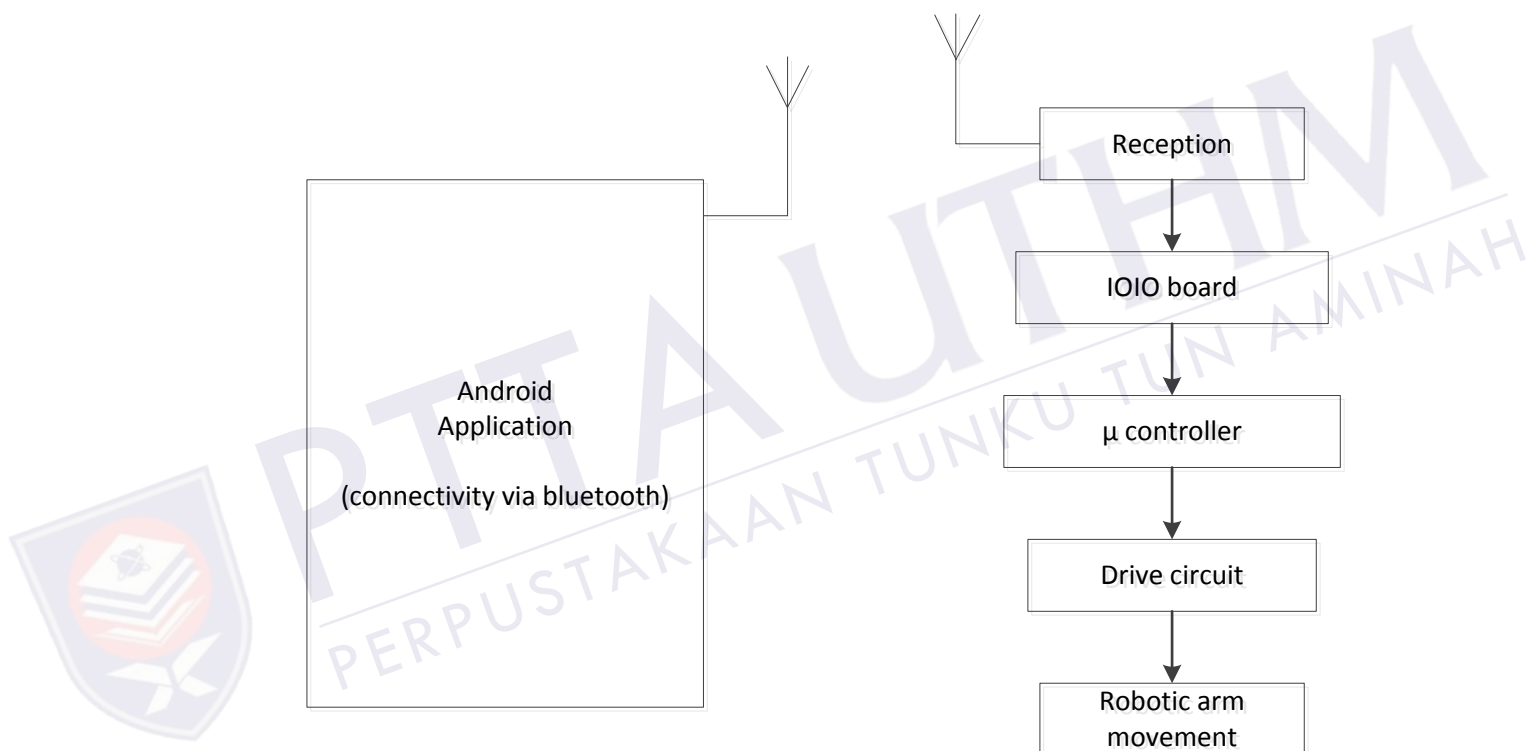 Android
Application
(connectivity via bluetooth)
Reception
IOIO board
µ controller
Drive circuit
Robotic arm
movement
PTTA UTHM
PERPUSTAKAAN TUNKU TUN AMINAH